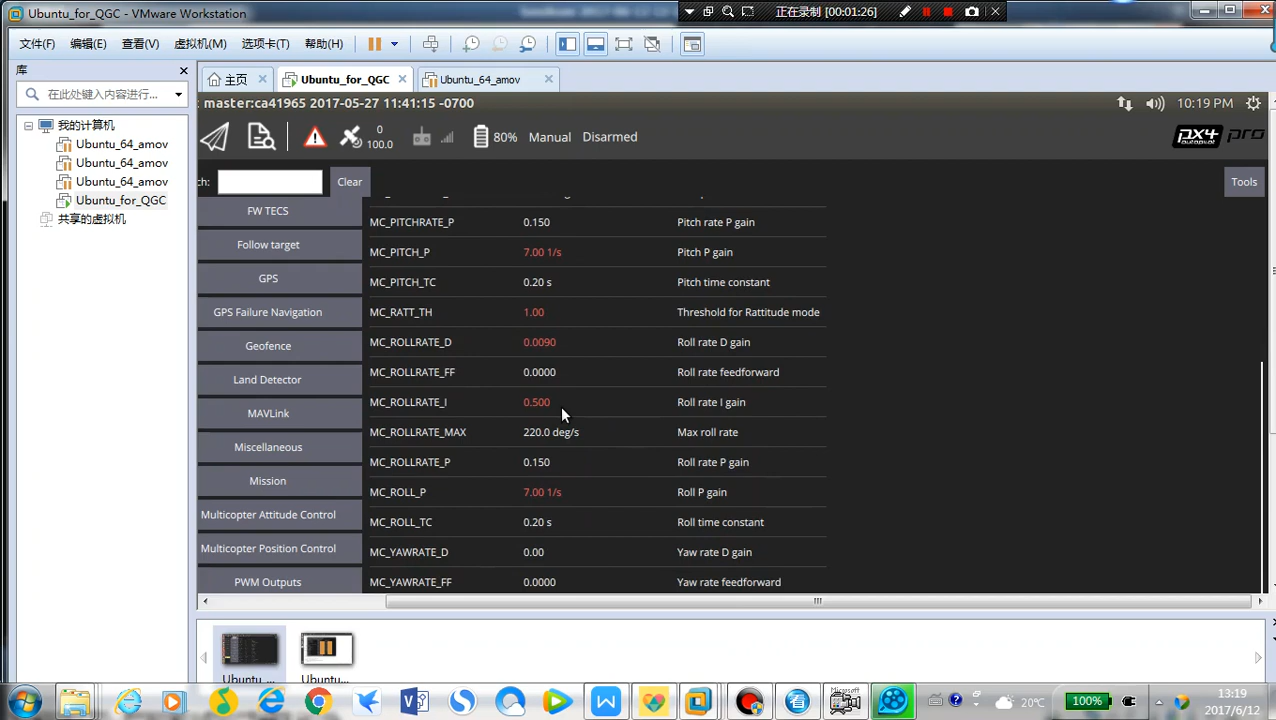 Ubuntu_for_QGC - VMware Workstation
正在录制 (00:01:26)
文件(F) 编辑(E) 查看(V) 虚拟机(M) 选项卡(T) 帮助(H)
库
主页
Ubuntu_for_QGC
Ubuntu_64_amov
在此处键入内容进行...
我的计算机
Ubuntu_64_amov
Ubuntu_64_amov
Ubuntu_64_amov
Ubuntu_for_QGC
共享的虚拟机
master:ca41965 2017-05-27 11:41:15 -0700
10:19 PM
0
100.0
80% Manual Disarmed
px4 pro
autopilot
ch: Clear Tools
FW TECS
Follow target
GPS
GPS Failure Navigation
Geofence
Land Detector
MAVLink
Miscellaneous
Mission
Multicopter Attitude Control
Multicopter Position Control
PWM Outputs
MC_PITCHRATE_P 0.150 Pitch rate P gain
MC_PITCH_P 7.00 1/s Pitch P gain
MC_PITCH_TC 0.20 s Pitch time constant
MC_RATT_TH 1.00 Threshold for Rattitude mode
MC_ROLLRATE_D 0.0090 Roll rate D gain
MC_ROLLRATE_FF 0.0000 Roll rate feedforward
MC_ROLLRATE_I 0.500 Roll rate I gain
MC_ROLLRATE_MAX 220.0 deg/s Max roll rate
MC_ROLLRATE_P 0.150 Roll rate P gain
MC_ROLL_P 7.00 1/s Roll P gain
MC_ROLL_TC 0.20 s Roll time constant
MC_YAWRATE_D 0.00 Yaw rate D gain
MC_YAWRATE_FF 0.0000 Yaw rate feedforward
Ubuntu_...
Ubuntu...
20℃
100%
13:19
2017/6/12